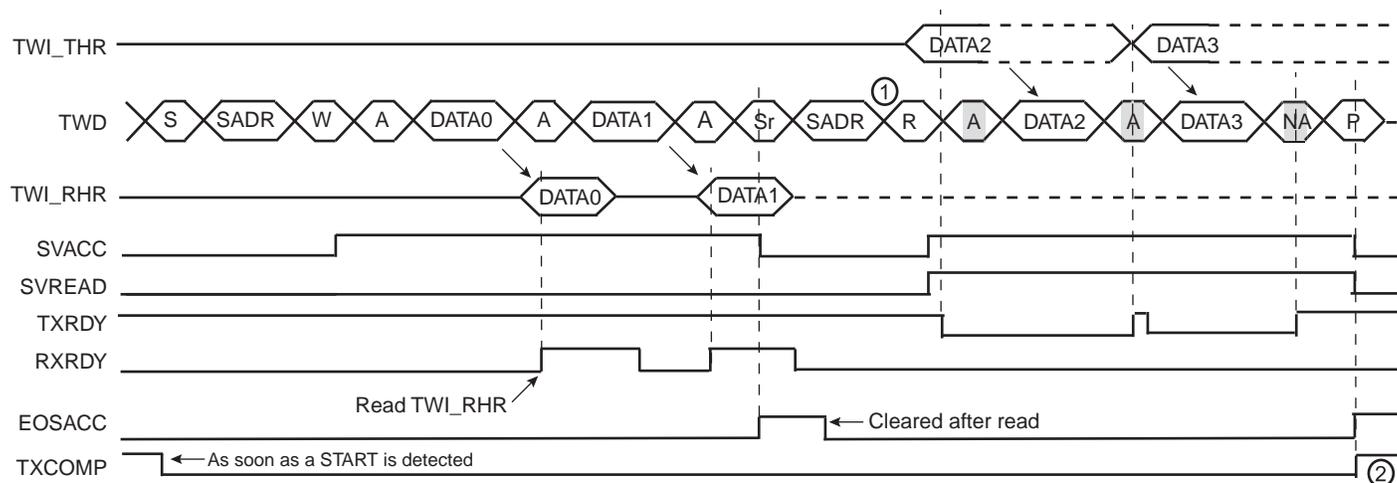 TWI_THR DATA2 DATA3
1
TWD S SADR W A DATA0 A DATA1 A Sr SADR R A DATA2 A DATA3 NA P
TWI_RHR DATA0 DATA1
SVACC
SVREAD
TXRDY
RXRDY
Read TWI_RHR
EOSACC Cleared after read
TXCOMP As soon as a START is detected 2